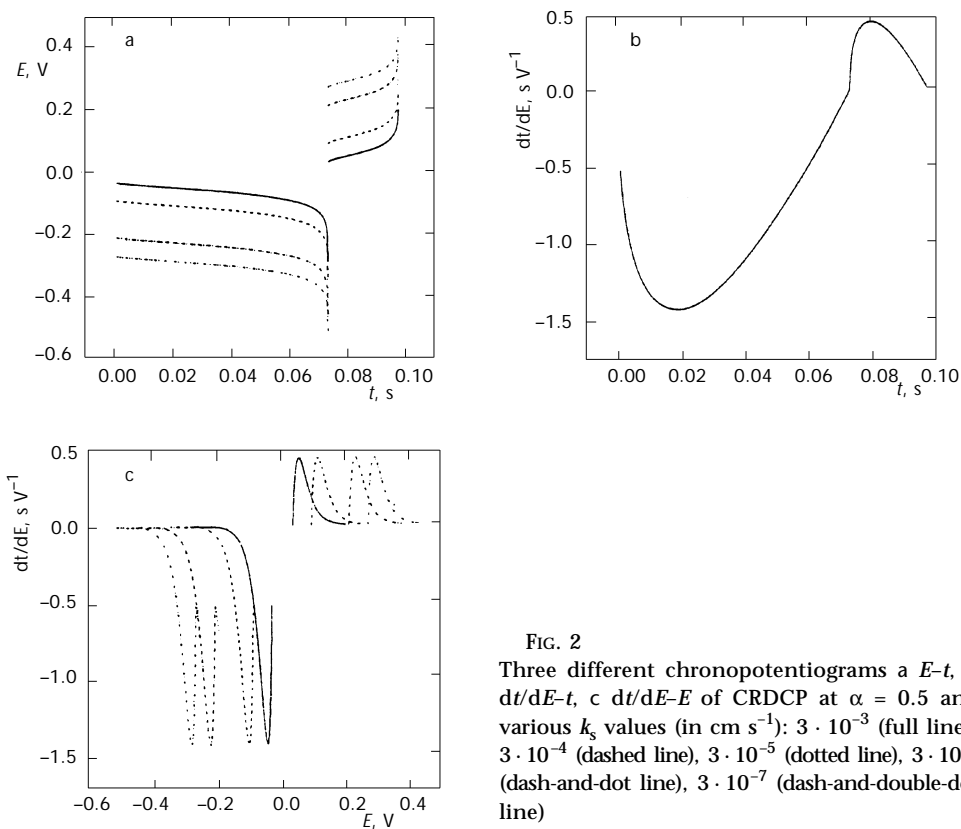 a
E, V
0.4
0.2
0.0
−0.2
−0.4
−0.6
0.00 0.02 0.04 0.06 0.08 0.10
t, s
b
dt/dE, s V⁻¹
0.5
0.0
−0.5
−1.0
−1.5
0.00 0.02 0.04 0.06 0.08 0.10
t, s
c
dt/dE, s V⁻¹
0.5
0.0
−0.5
−1.0
−1.5
−0.6 −0.4 −0.2 0.0 0.2 0.4
E, V
FIG. 2
Three different chronopotentiograms a E–t,
dt/dE–t, c dt/dE–E of CRDCP at α = 0.5 an
various kₛ values (in cm s⁻¹): 3 · 10⁻³ (full line
3 · 10⁻⁴ (dashed line), 3 · 10⁻⁵ (dotted line), 3 · 10
(dash-and-dot line), 3 · 10⁻⁷ (dash-and-double-do
line)